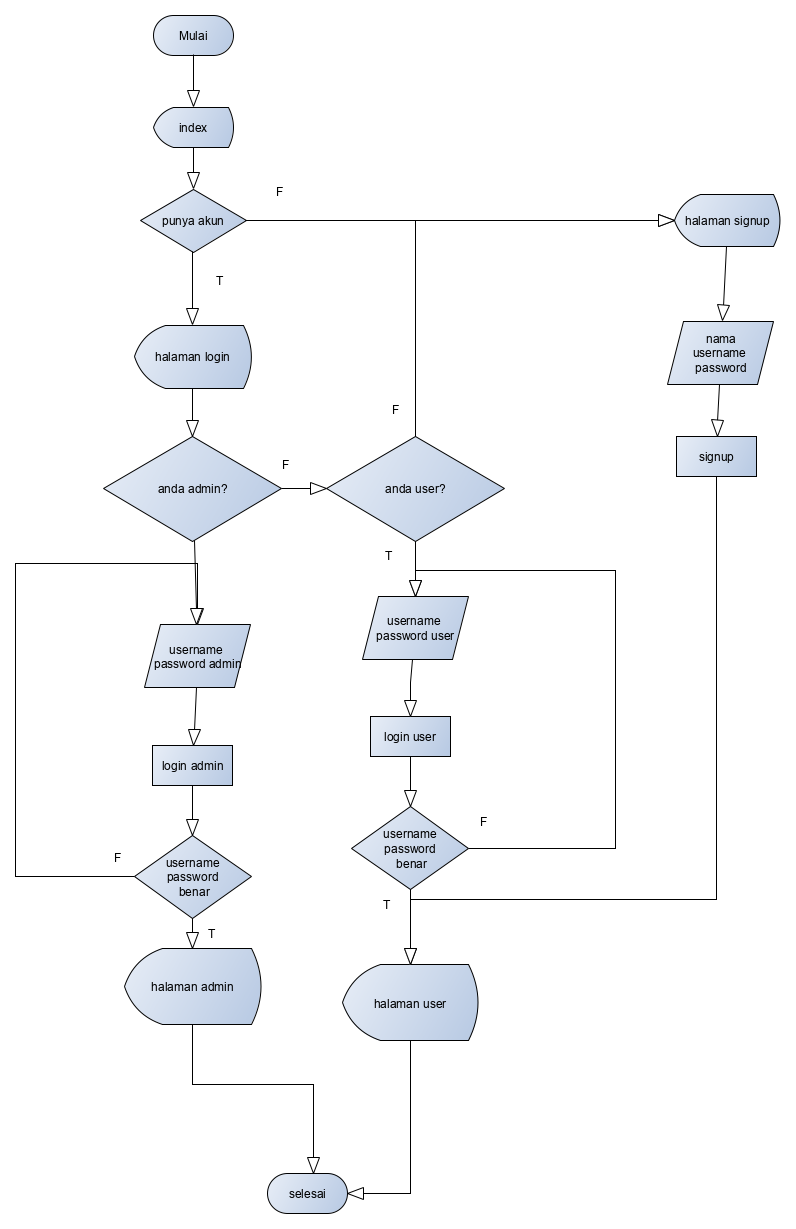 Mulai
index
F
punya akun
halaman signup
T
nama
username
password
halaman login
F
signup
F
anda admin?
anda user?
T
username
password user
username
password admin
login user
login admin
F
username
password
benar
F
username
password
benar
T
T
halaman admin
halaman user
selesai